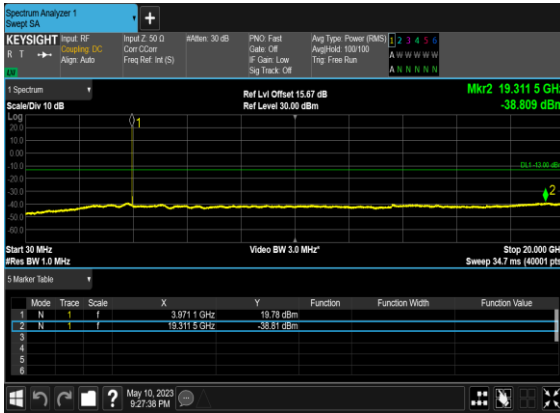 Spectrum Analyzer 1
Swept SA
+
KEYSIGHT Input: RF Input Z: 50 Ω #Atten: 30 dB PNO: Fast Avg Type: Power (RMS) 1 2 3 4 5 6
R T Coupling: DC Corr CCorr Gate: Off Avg|Hold: 100/100 A W W W W W
Align: Auto Freq Ref: Int (S) IF Gain: Low Trig: Free Run
Sig Track: Off A N N N N N
1 Spectrum Ref Lvl Offset 15.67 dB Mkr2 19.311 5 GHz
Scale/Div 10 dB Ref Level 30.00 dBm -38.809 dBm
Log
20.0
10.0
0.00
-10.0
-20.0
-30.0
-40.0
-50.0
-60.0
1
DL1 -13.00 dBm
2
Start 30 MHz Video BW 3.0 MHz* Stop 20.000 GH
#Res BW 1.0 MHz Sweep 34.7 ms (40001 pts
5 Marker Table
Mode Trace Scale X Y Function Function Width Function Value
1 N 1 f 3.971 1 GHz 19.78 dBm
2 N 1 f 19.311 5 GHz -38.81 dBm
3
4
5
6
? May 10, 2023
9:27:38 PM